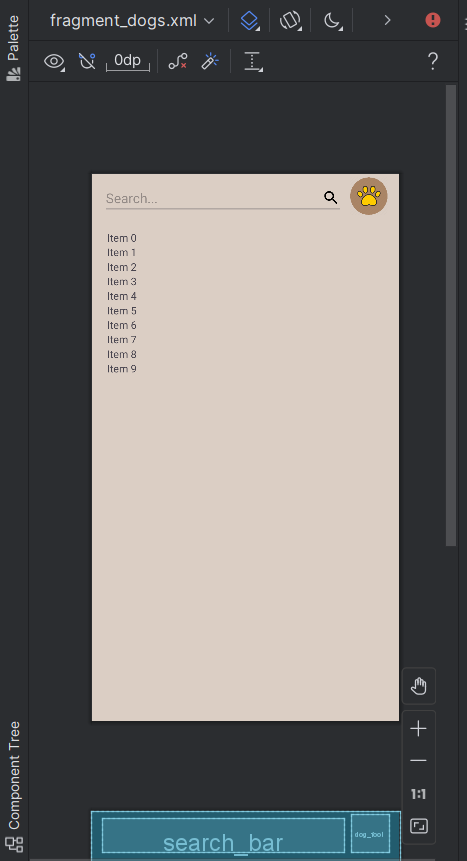 Palette
fragment_dogs.xml
0dp
?
Search...
Item 0
Item 1
Item 2
Item 3
Item 4
Item 5
Item 6
Item 7
Item 8
Item 9
1:1
Component Tree
search_bar
dog_fool